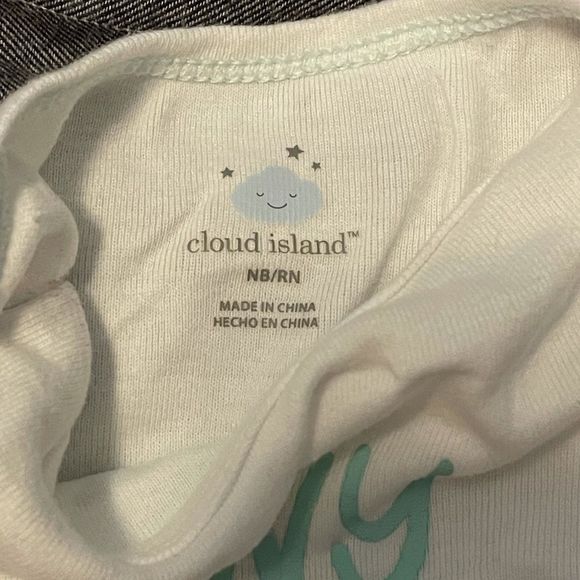 cloud island™
NB/RN
MADE IN CHINA
HECHO EN CHINA